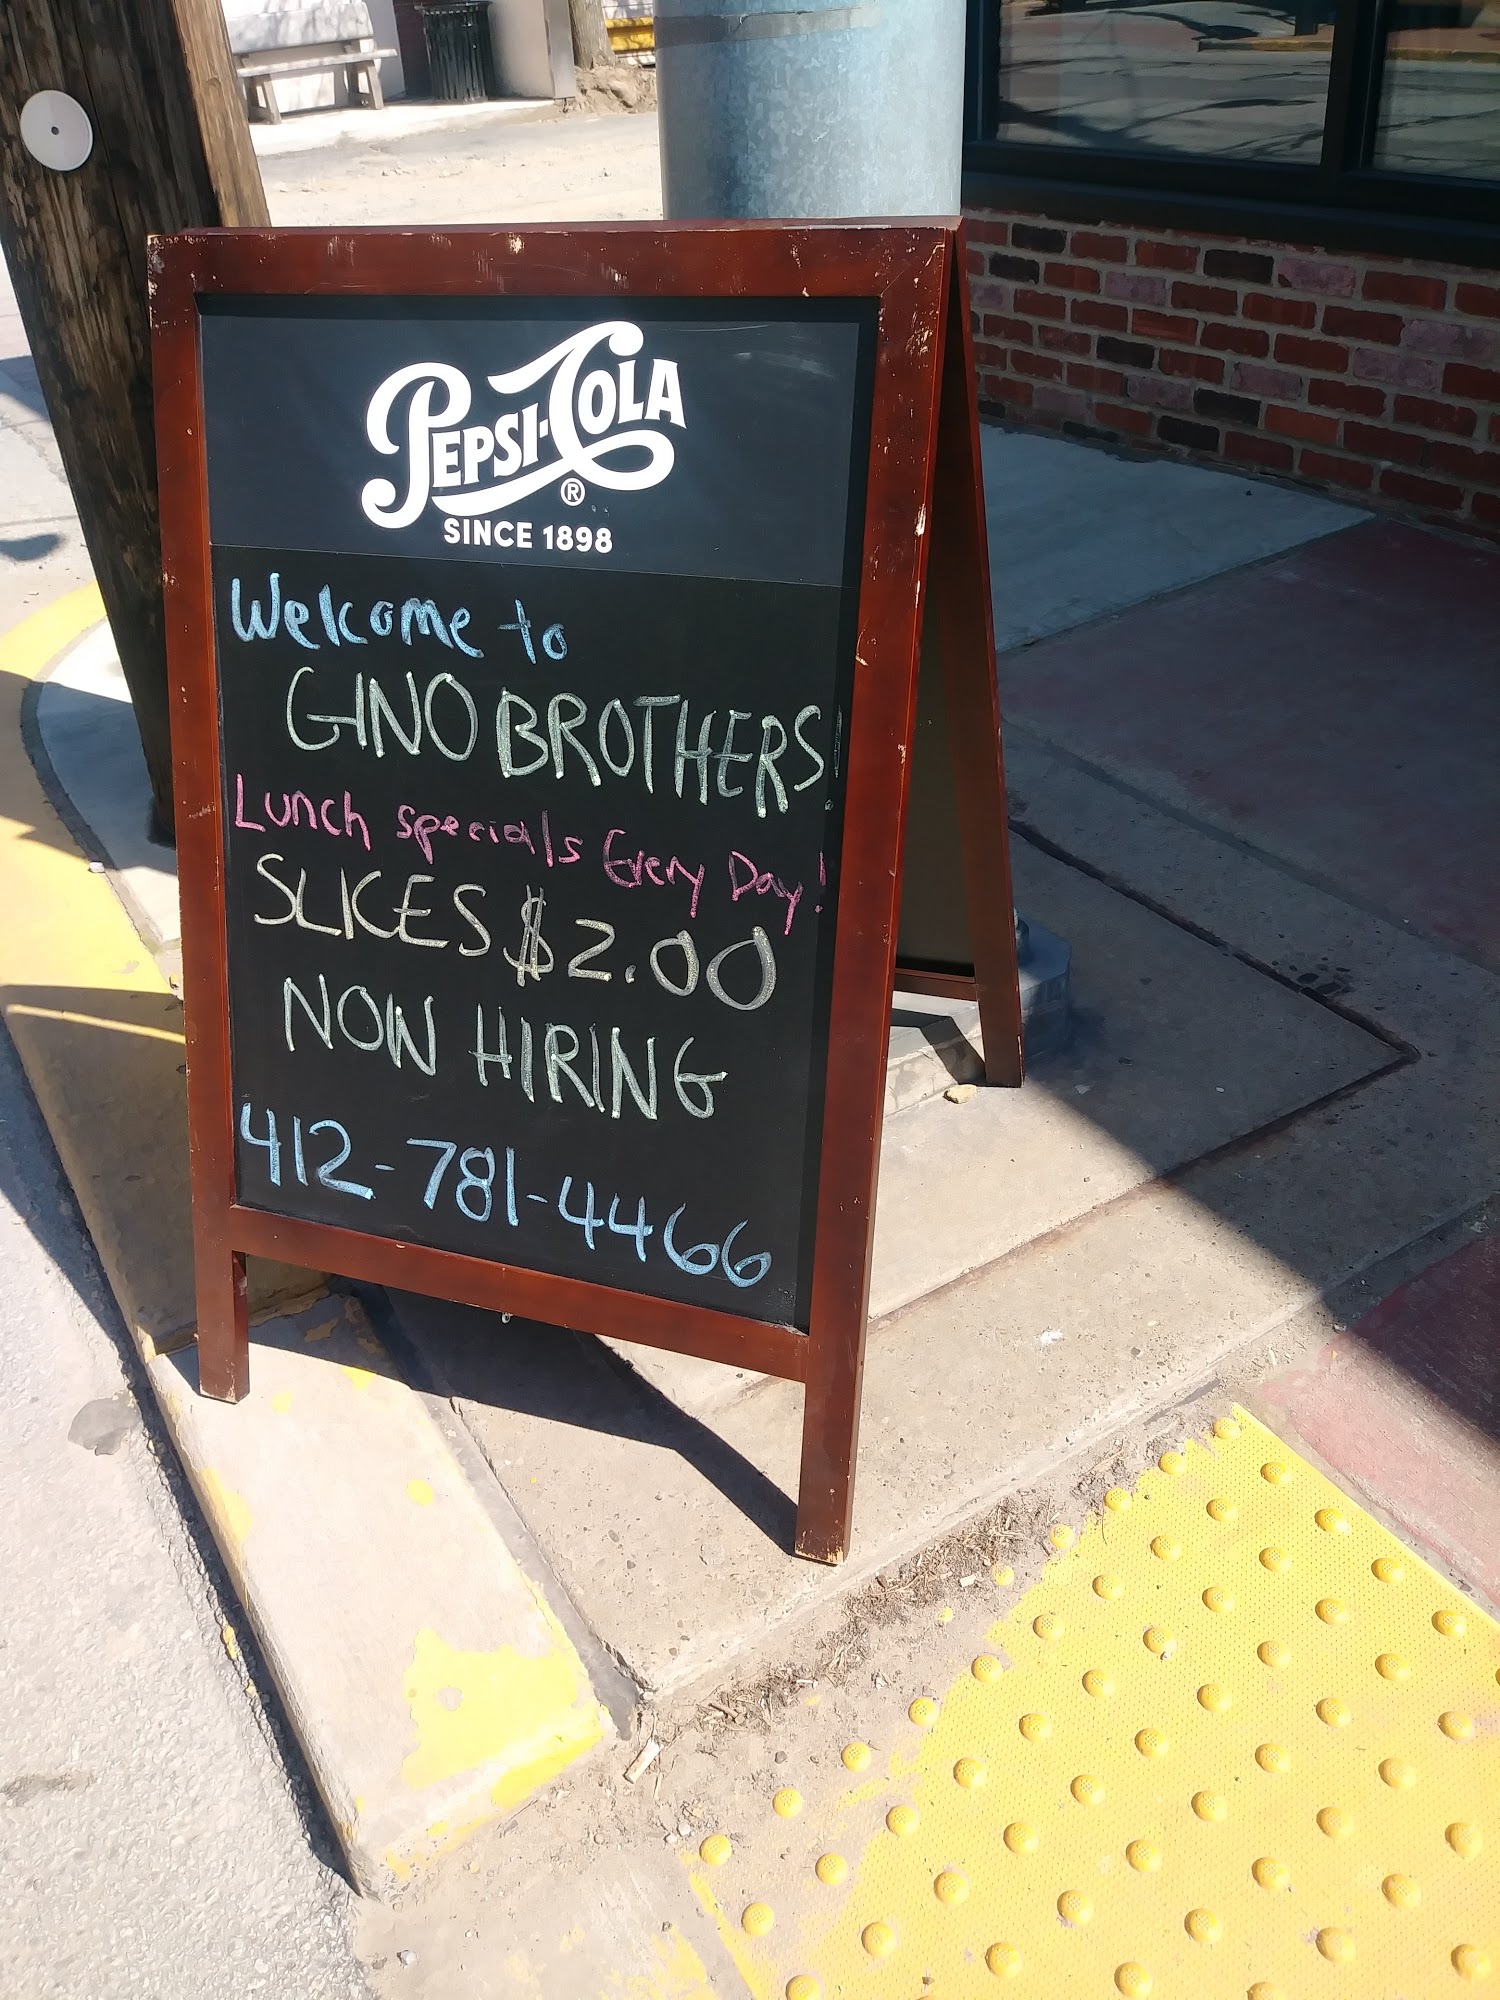 PEPSI-COLA
®
SINCE 1898
Welcome to
GINO BROTHERS!
Lunch specials Every Day!
SLICES $2.00
NOW HIRING
412-781-4466